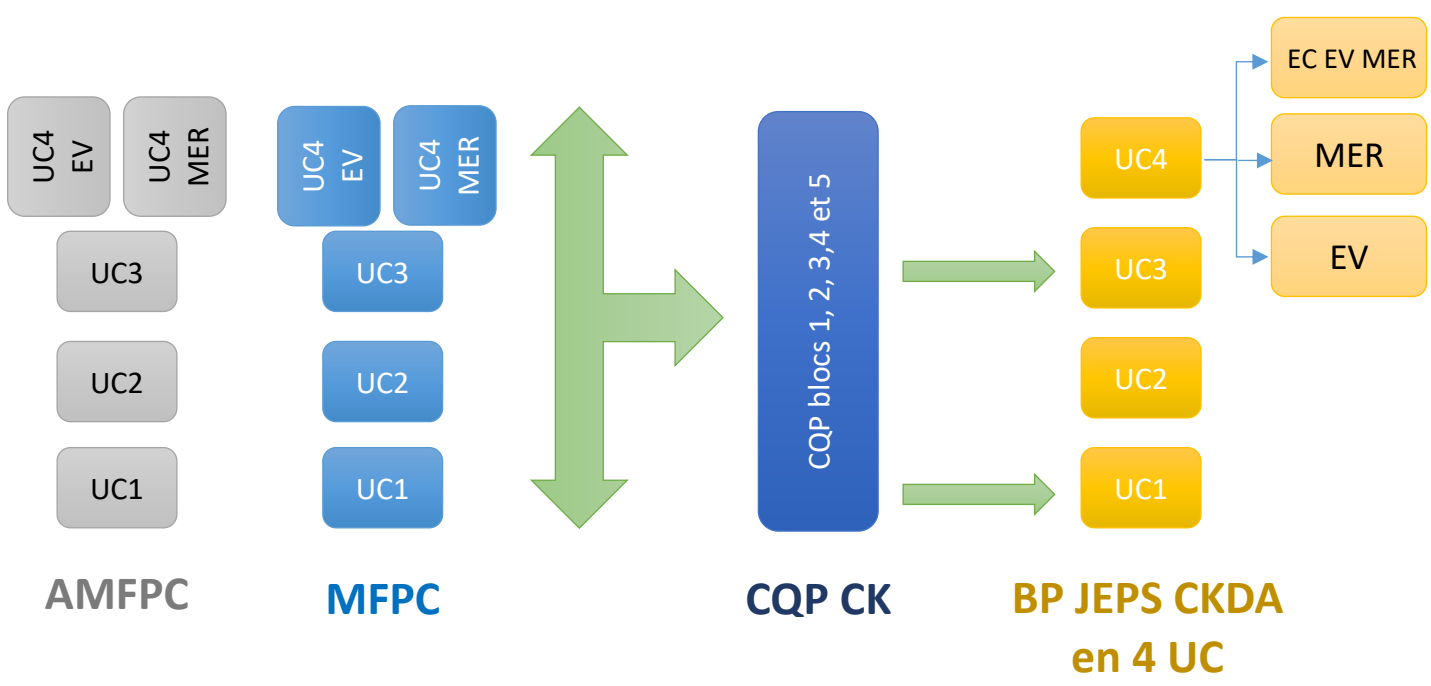 UC4
EV
UC4
MER
UC3
UC2
UC1
AMFPC
UC4
EV
UC4
MER
UC3
UC2
UC1
MFPC
CQP blocs 1, 2, 3,4 et 5
CQP CK
UC4
UC3
UC2
UC1
BP JEPS CKDA
en 4 UC
EC EV MER
MER
EV